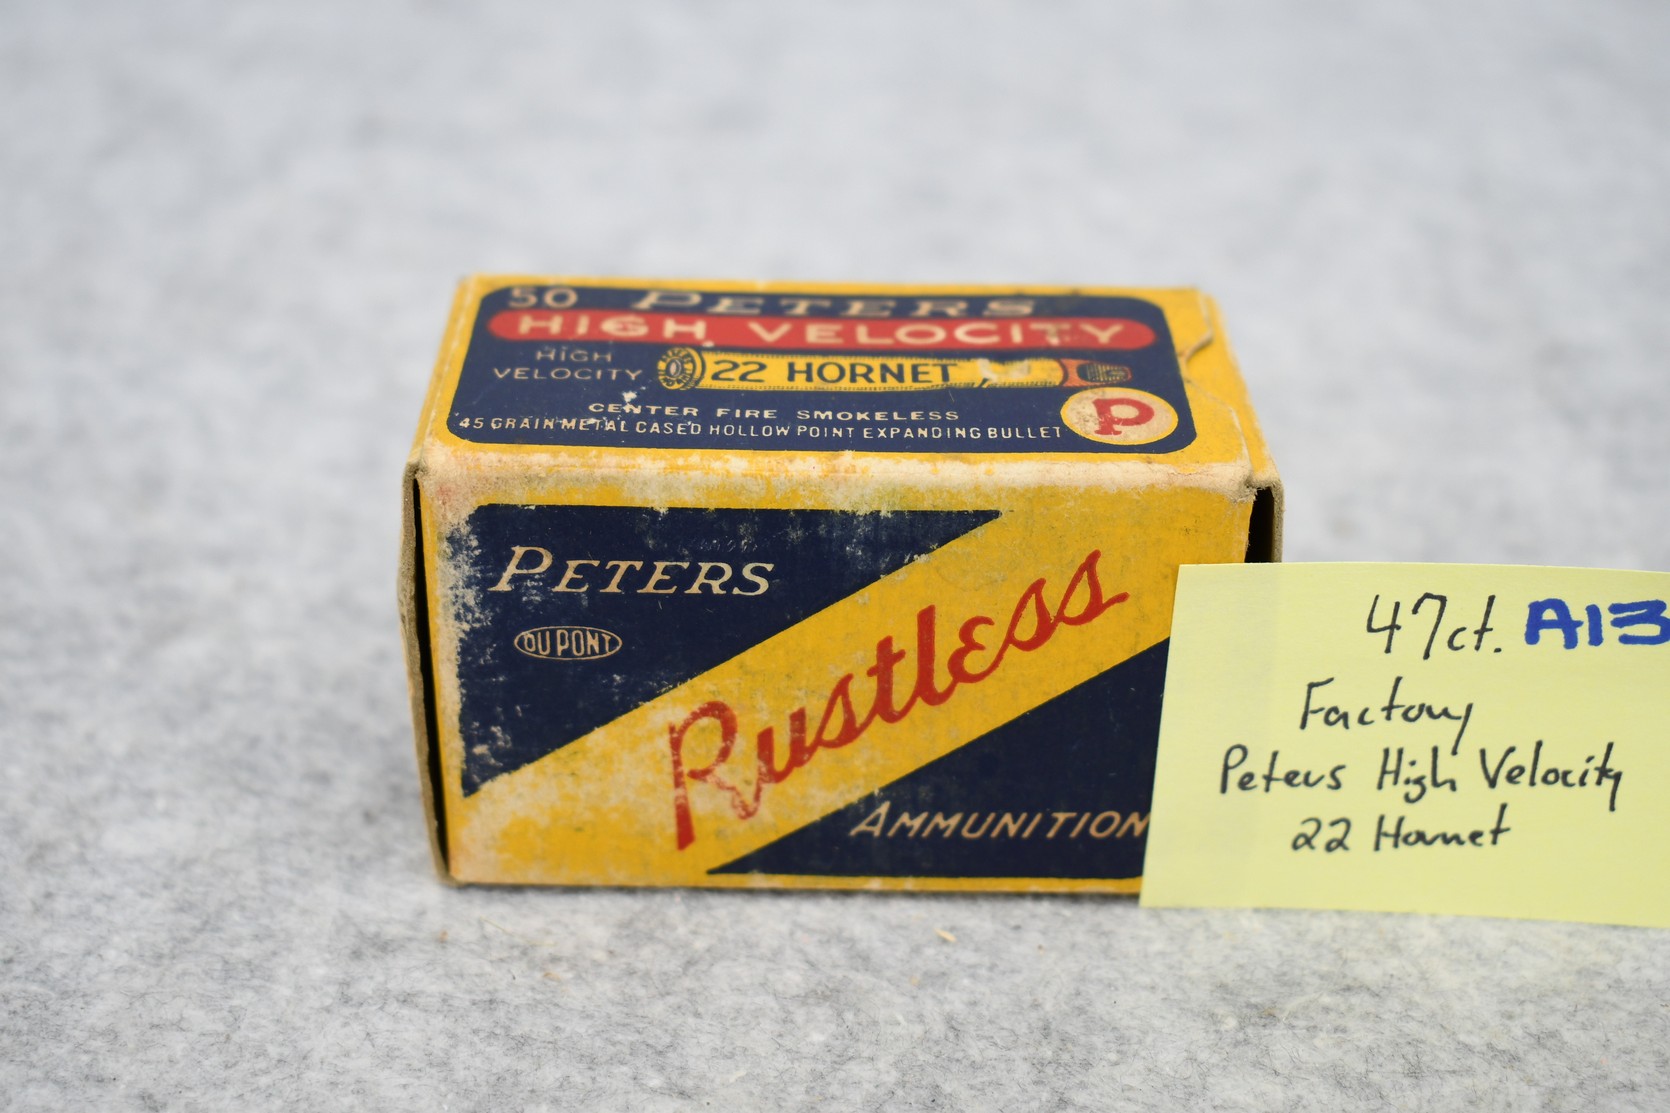 50 PETERS
HIGH VELOCITY
HIGH
VELOCITY
22 HORNET
CENTER FIRE SMOKELESS
45 GRAIN METAL CASED HOLLOW POINT EXPANDING BULLET
P
PETERS
DU PONT
Rustless
AMMUNITION
47ct. A13
Factory
Peters High Velocity
22 Hornet